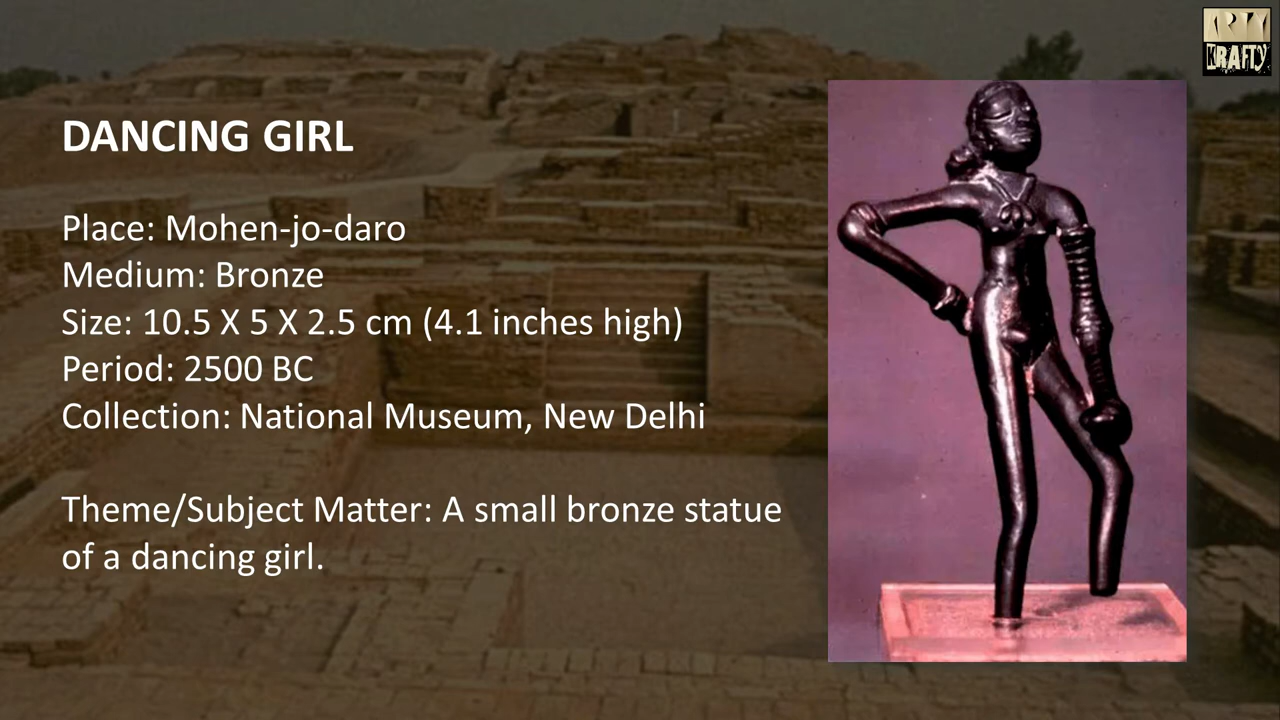 ARTY
KRAFTY
DANCING GIRL
Place: Mohen-jo-daro
Medium: Bronze
Size: 10.5 X 5 X 2.5 cm (4.1 inches high)
Period: 2500 BC
Collection: National Museum, New Delhi
Theme/Subject Matter: A small bronze statue
of a dancing girl.